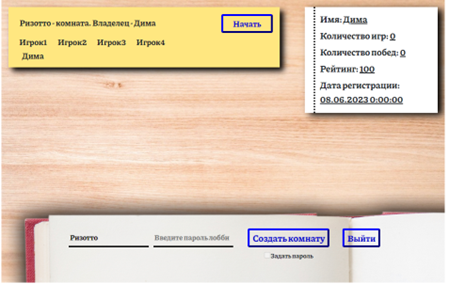 Ризотто - комната. Владелец - Дима
Начать
Игрок1 Игрок2 Игрок3 Игрок4
Дима
Имя: Дима
Количество игр: 0
Количество побед: 0
Рейтинг: 100
Дата регистрации:
08.06.2023 0:00:00
Ризотто
Введите пароль лобби
Создать комнату
Выйти
Задать пароль